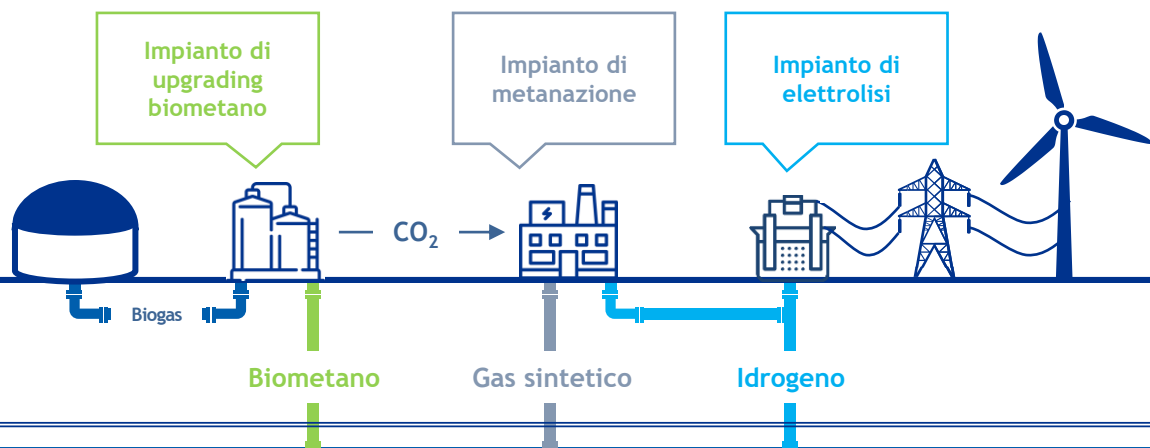 Impianto di
upgrading
biometano
Impianto di
metanazione
Impianto di
elettrolisi
CO₂
Biogas
Biometano
Gas sintetico
Idrogeno